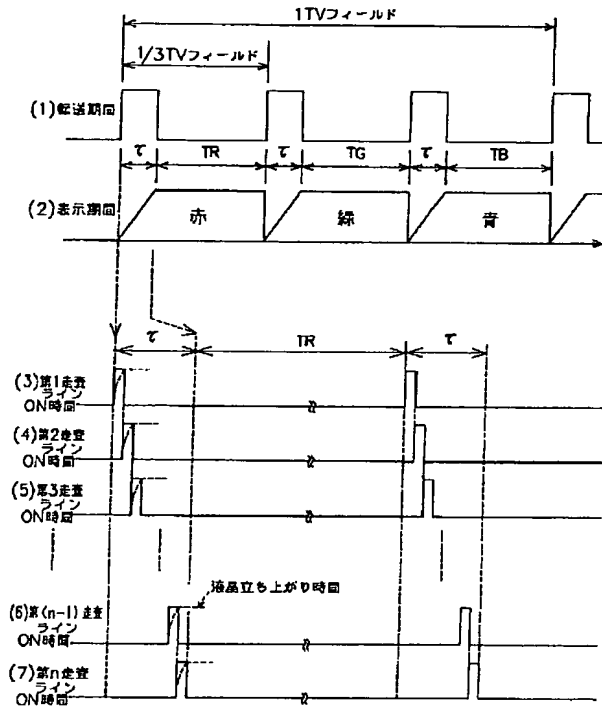 1TVフィールド
1/3TVフィールド
(1)転送期間
τ TR τ TG τ TB
(2)表示期間
赤 緑 青
τ TR τ
(3)第1走査
ライン
ON時間
(4)第2走査
ライン
ON時間
(5)第3走査
ライン
ON時間
液晶立ち上がり時間
(6)第(n-1)走査
ライン
ON時間
(7)第n走査
ライン
ON時間